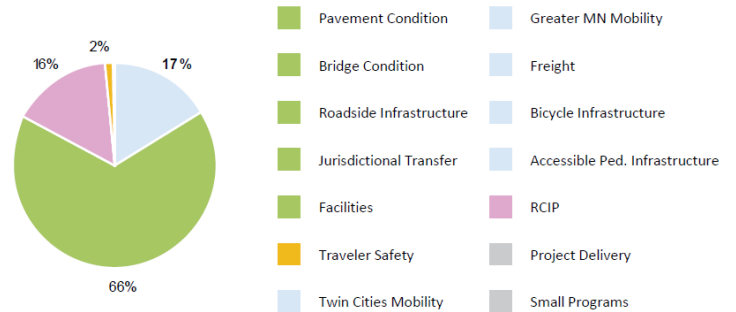 2%
16%
17%
66%
Pavement Condition
Bridge Condition
Roadside Infrastructure
Jurisdictional Transfer
Facilities
Traveler Safety
Twin Cities Mobility
Greater MN Mobility
Freight
Bicycle Infrastructure
Accessible Ped. Infrastructure
RCIP
Project Delivery
Small Programs